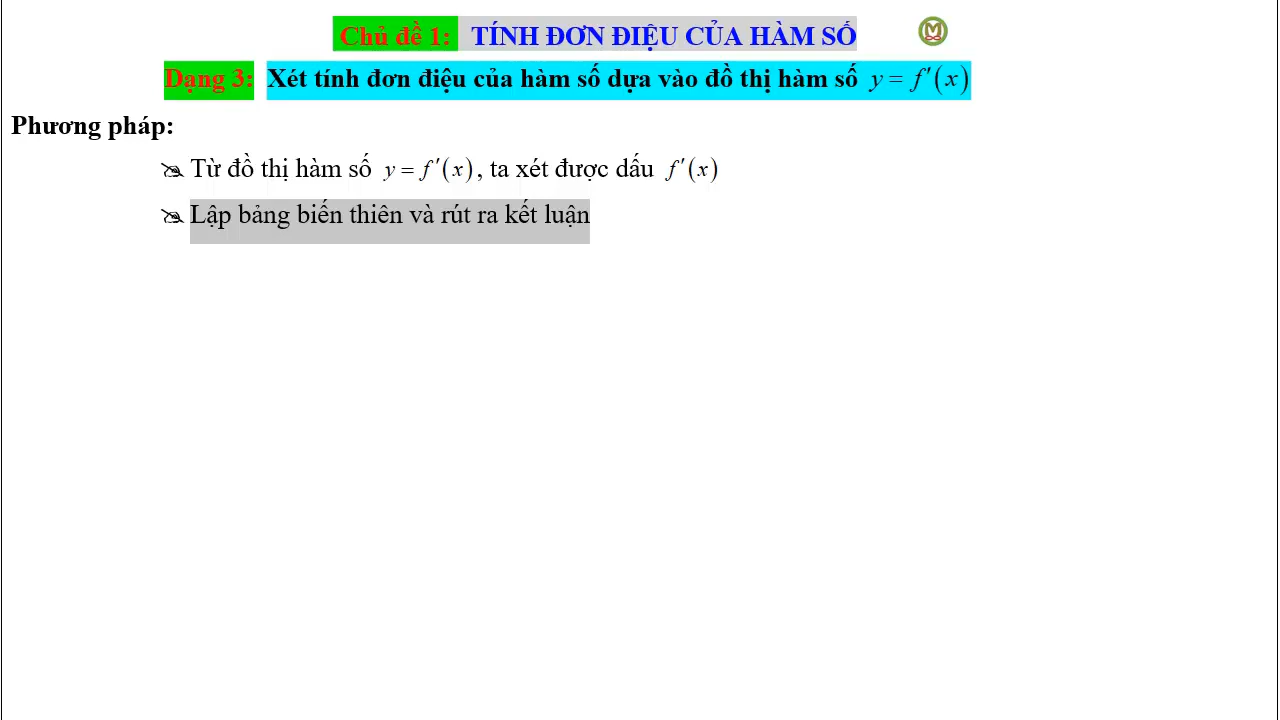 Chủ đề 1: TÍNH ĐƠN ĐIỆU CỦA HÀM SỐ
Dạng 3: Xét tính đơn điệu của hàm số dựa vào đồ thị hàm số y = f′(x)
Phương pháp:
Từ đồ thị hàm số y = f′(x), ta xét được dấu f′(x)
Lập bảng biến thiên và rút ra kết luận